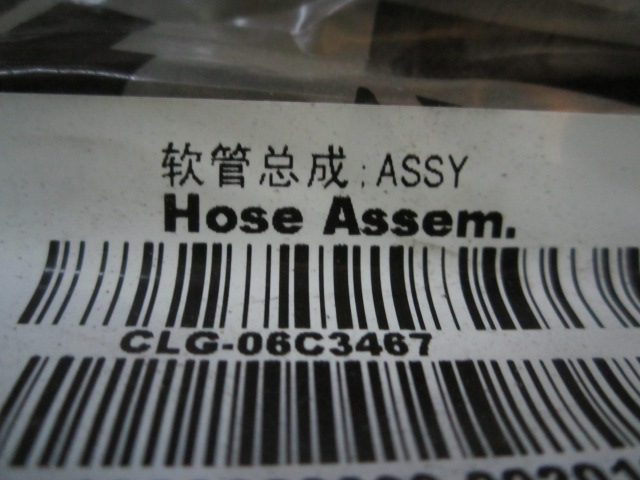 软管总成;ASSY
Hose Assem.
CLG-06C3467